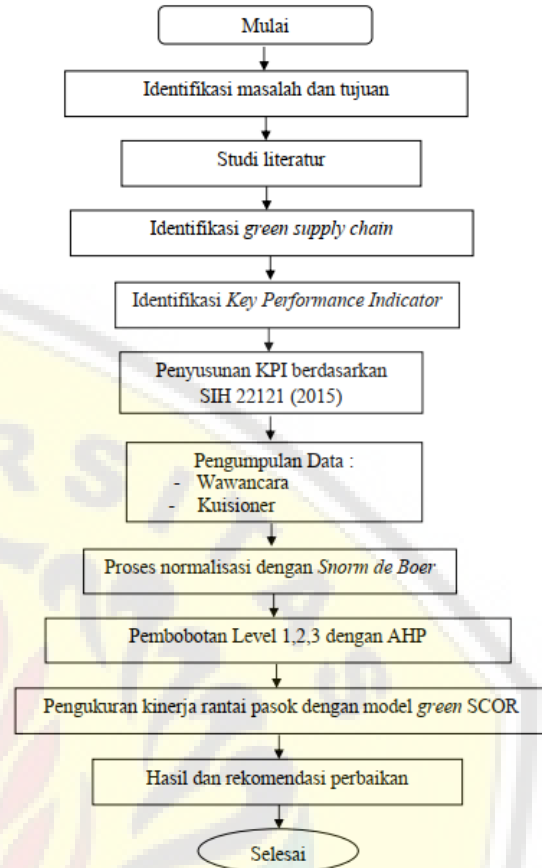 Mulai
Identifikasi masalah dan tujuan
Studi literatur
Identifikasi green supply chain
Identifikasi Key Performance Indicator
Penyusunan KPI berdasarkan
SIH 22121 (2015)
Pengumpulan Data :
- Wawancara
- Kuisioner
Proses normalisasi dengan Snorm de Boer
Pembobotan Level 1,2,3 dengan AHP
Pengukuran kinerja rantai pasok dengan model green SCOR
Hasil dan rekomendasi perbaikan
Selesai